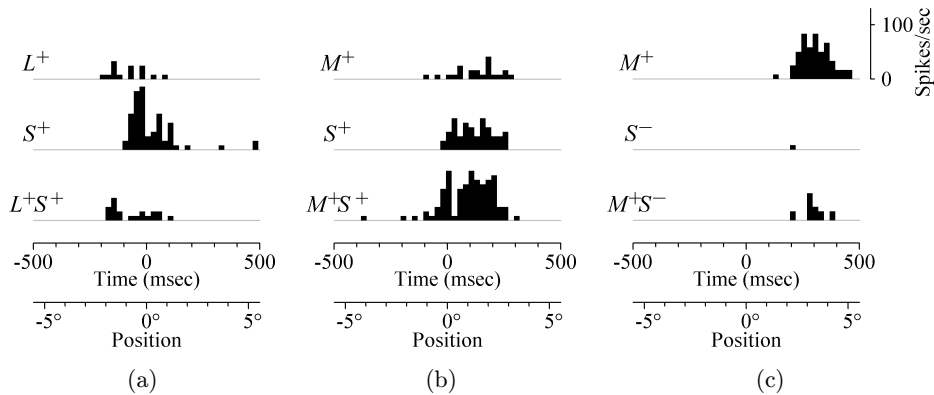 L⁺
S⁺
L⁺S⁺
-500 0 500
Time (msec)
-5° 0° 5°
Position
(a)
M⁺
S⁺
M⁺S⁺
-500 0 500
Time (msec)
-5° 0° 5°
Position
(b)
M⁺
S⁻
M⁺S⁻
-500 0 500
Time (msec)
-5° 0° 5°
Position
(c)
100
0
Spikes/sec